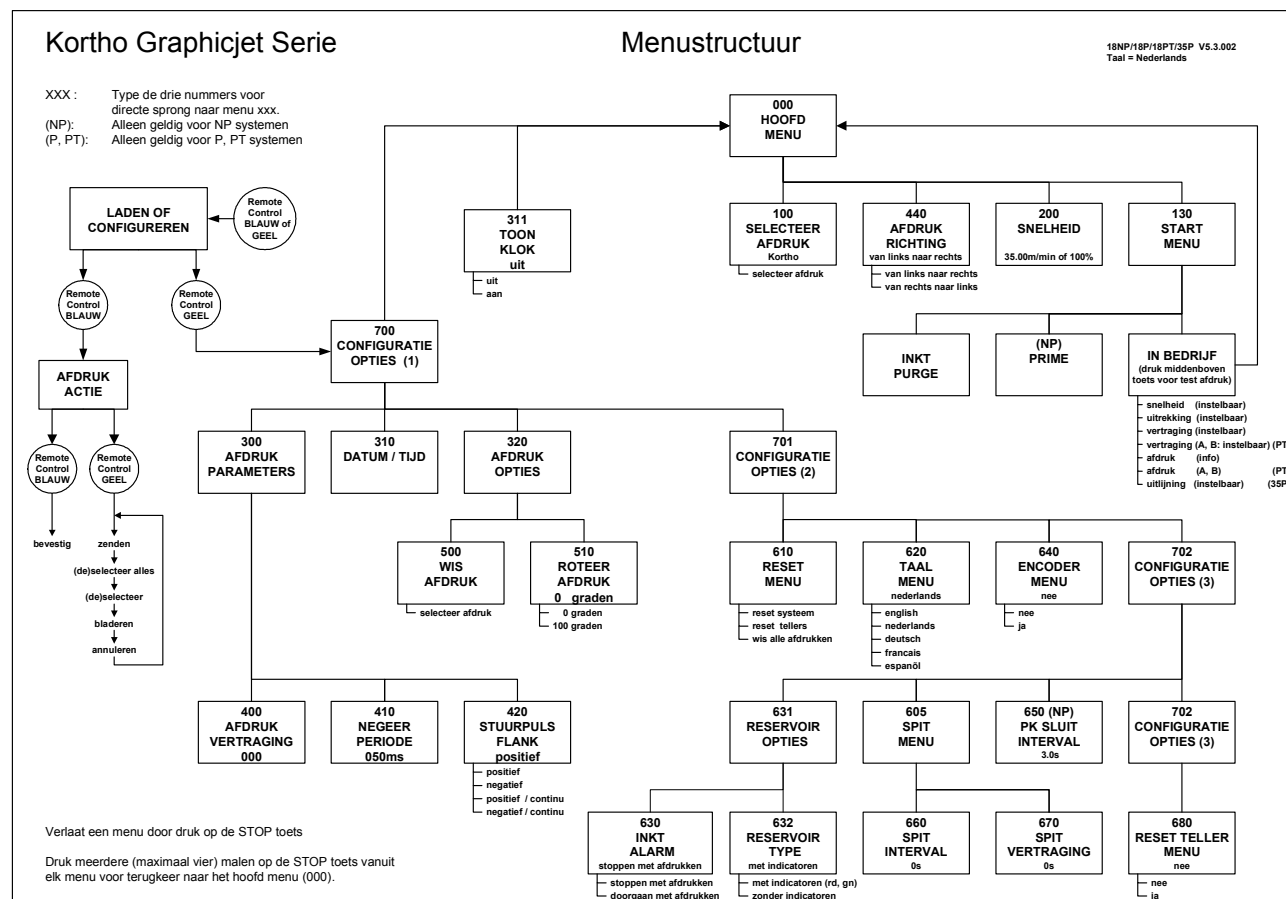 Kortho Graphicjet Serie
Menustructuur
18NP/18P/18PT/35P V5.3.002
Taal = Nederlands
XXX : Type de drie nummers voor
directe sprong naar menu xxx.
(NP): Alleen geldig voor NP systemen
(P, PT): Alleen geldig voor P, PT systemen
000
HOOFD
MENU
LADEN OF
CONFIGUREREN
Remote
Control
BLAUW of
GEEL
311
TOON
KLOK
uit
uit
aan
100
SELECTEER
AFDRUK
Kortho
selecteer afdruk
440
AFDRUK
RICHTING
van links naar rechts
van links naar rechts
van rechts naar links
200
SNELHEID
35.00m/min of 100%
130
START
MENU
Remote
Control
BLAUW
Remote
Control
GEEL
700
CONFIGURATIE
OPTIES (1)
INKT
PURGE
(NP)
PRIME
IN BEDRIJF
(druk middenboven
toets voor test afdruk)
snelheid (instelbaar)
uitrekking (instelbaar)
vertraging (instelbaar)
vertraging (A, B: instelbaar) (PT
afdruk (info)
afdruk (A, B) (PT
uitlijning (instelbaar) (35P
AFDRUK
ACTIE
Remote
Control
BLAUW
Remote
Control
GEEL
bevestig
zenden
(de)selecteer alles
(de)selecteer
bladeren
annuleren
300
AFDRUK
PARAMETERS
310
DATUM / TIJD
320
AFDRUK
OPTIES
701
CONFIGURATIE
OPTIES (2)
500
WIS
AFDRUK
selecteer afdruk
510
ROTEER
AFDRUK
0 graden
0 graden
100 graden
610
RESET
MENU
reset systeem
reset tellers
wis alle afdrukken
620
TAAL
MENU
nederlands
english
nederlands
deutsch
francais
espanöl
640
ENCODER
MENU
nee
nee
ja
702
CONFIGURATIE
OPTIES (3)
400
AFDRUK
VERTRAGING
000
410
NEGEER
PERIODE
050ms
420
STUURPULS
FLANK
positief
positief
negatief
positief / continu
negatief / continu
631
RESERVOIR
OPTIES
605
SPIT
MENU
650 (NP)
PK SLUIT
INTERVAL
3.0s
702
CONFIGURATIE
OPTIES (3)
630
INKT
ALARM
stoppen met afdrukken
stoppen met afdrukken
doorgaan met afdrukken
632
RESERVOIR
TYPE
met indicatoren
met indicatoren (rd, gn)
zonder indicatoren
660
SPIT
INTERVAL
0s
670
SPIT
VERTRAGING
0s
680
RESET TELLER
MENU
nee
nee
ja
Verlaat een menu door druk op de STOP toets
Druk meerdere (maximaal vier) malen op de STOP toets vanuit
elk menu voor terugkeer naar het hoofd menu (000).